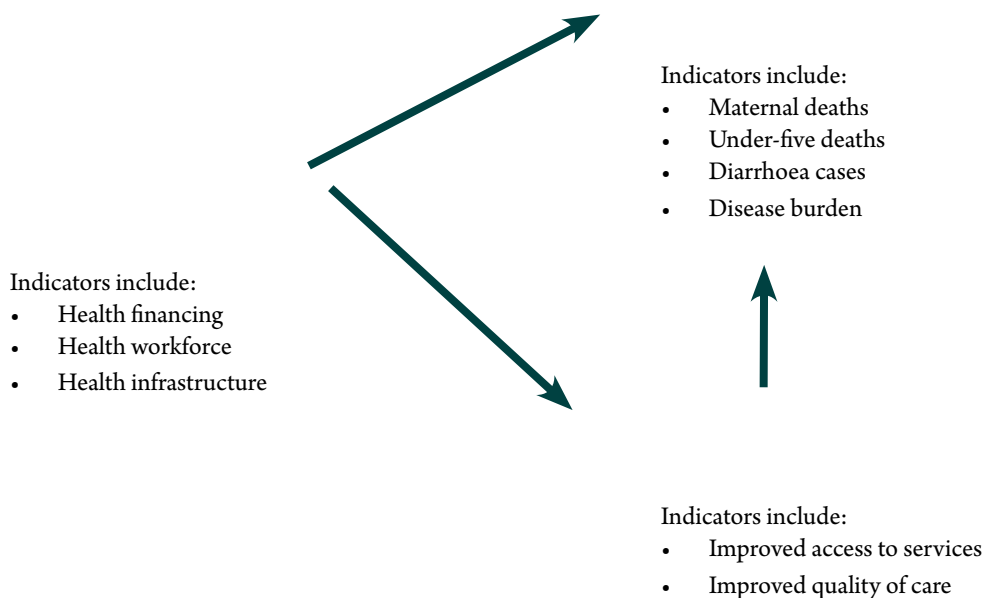 Indicators include:
• Maternal deaths
• Under-five deaths
• Diarrhoea cases
• Disease burden
Indicators include:
• Health financing
• Health workforce
• Health infrastructure
Indicators include:
• Improved access to services
• Improved quality of care